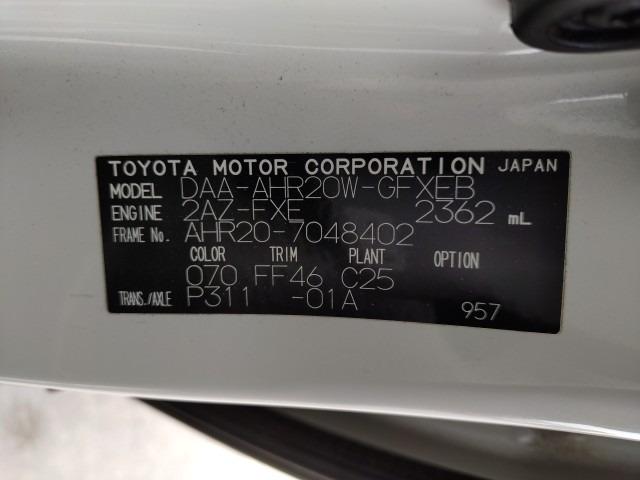 TOYOTA MOTOR CORPORATION JAPAN
MODEL DAA-AHR20W-GFXEB
ENGINE 2AZ-FXE 2362 mL
FRAME No. AHR20-7048402
COLOR TRIM PLANT OPTION
070 FF46 C25
TRANS./AXLE P311 -01A 957